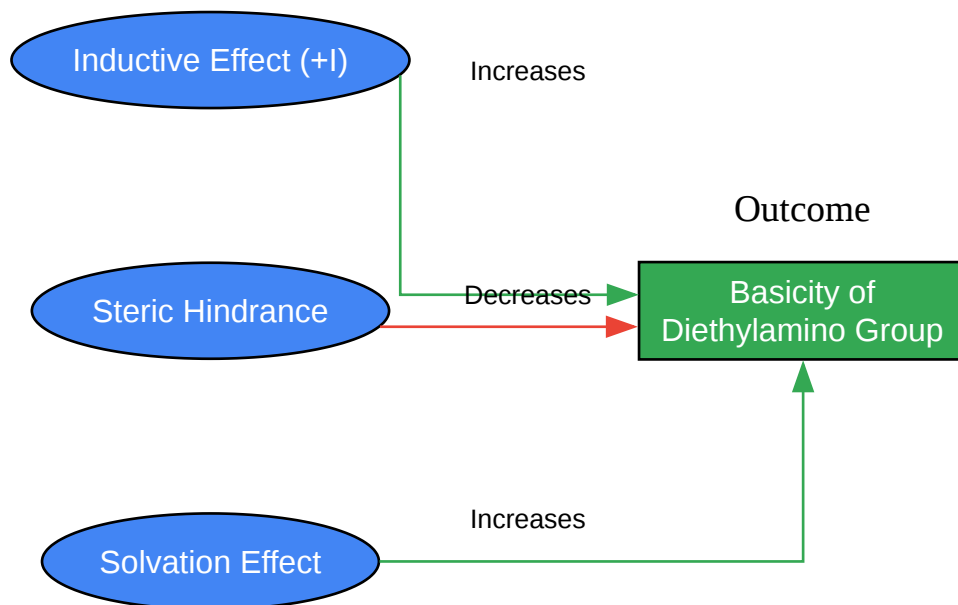 Inductive Effect (+I)
Increases
Outcome
Steric Hindrance
Decreases
Basicity of
Diethylamino Group
Increases
Solvation Effect